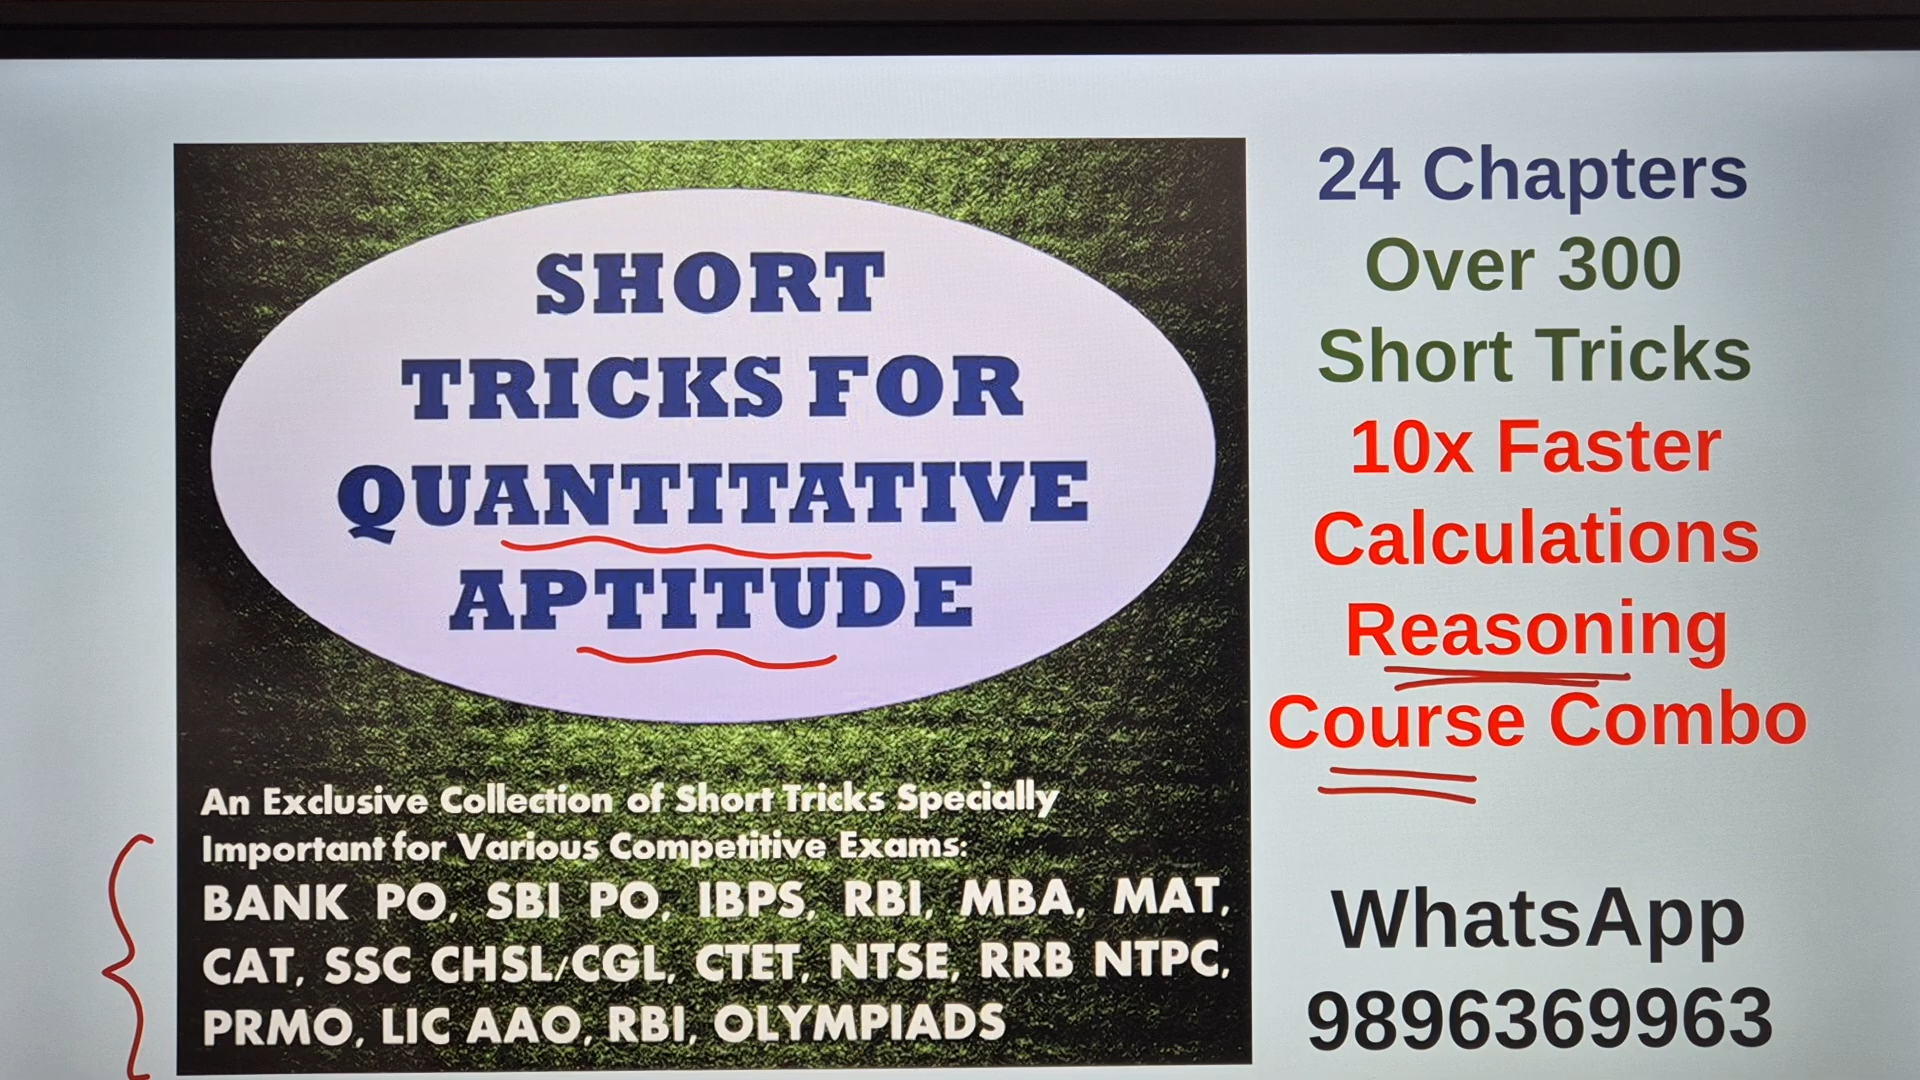 SHORT
TRICKS FOR
QUANTITATIVE
APTITUDE
An Exclusive Collection of Short Tricks Specially
Important for Various Competitive Exams:
BANK PO, SBI PO, IBPS, RBI, MBA, MAT,
CAT, SSC CHSL/CGL, CTET, NTSE, RRB NTPC,
PRMO, LIC AAO, RBI, OLYMPIADS
24 Chapters
Over 300
Short Tricks
10x Faster
Calculations
Reasoning
Course Combo
WhatsApp
9896369963